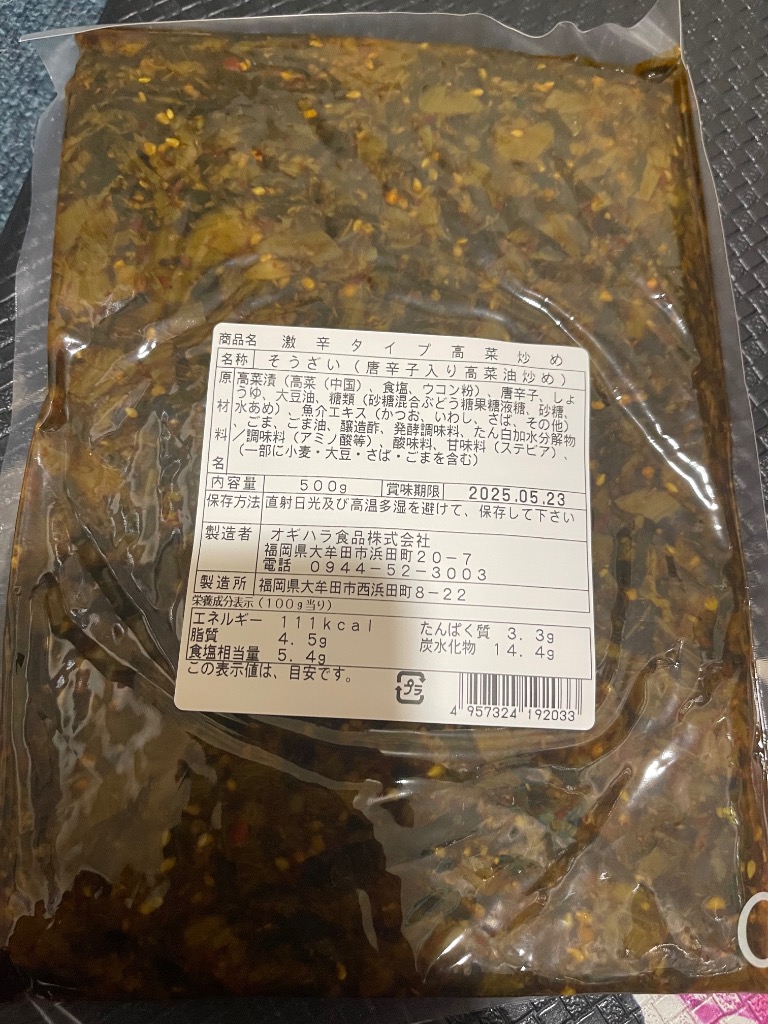 商品名 激辛タイプ高菜炒め
名称 そうざい(唐辛子入り高菜油炒め)
原材料名 高菜漬(高菜(中国)、食塩、ウコン粉)、唐辛子、しょ
うゆ、大豆油、糖類(砂糖混合ぶどう糖果糖液糖、砂糖、
水あめ)、魚介エキス(かつお、いわし、さば、その他)
、ごま、ごま油、醸造酢、発酵調味料、たん白加水分解物
/調味料(アミノ酸等)、酸味料、甘味料(ステビア)、
(一部に小麦・大豆・さば・ごまを含む)
内容量 500g 賞味期限 2025.05.23
保存方法 直射日光及び高温多湿を避けて、保存して下さい
製造者 オギハラ食品株式会社
福岡県大牟田市浜田町20-7
電話 0944-52-3003
製造所 福岡県大牟田市西浜田町8-22
栄養成分表示(100g当り)
エネルギー 111kcal たんぱく質 3.3g
脂質 4.5g 炭水化物 14.4g
食塩相当量 5.4g
この表示値は、目安です。
プラ
4 957324 192033